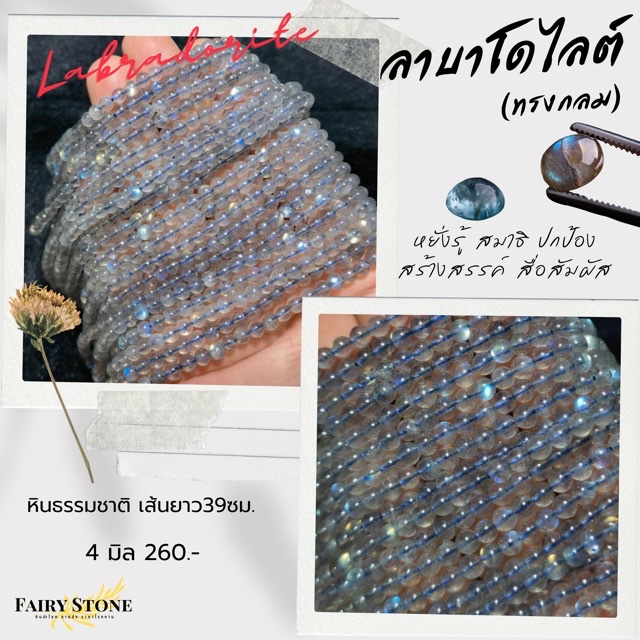 Labradorite
ลาบาโดไลต์
(ทรงกลม)
หยั่งรู้ สมาธิ ปกป้อง
สร้างสรรค์ สื่อสัมผัส
หินธรรมชาติ เส้นยาว39ซม.
4 มิล 260.-
FAIRY STONE